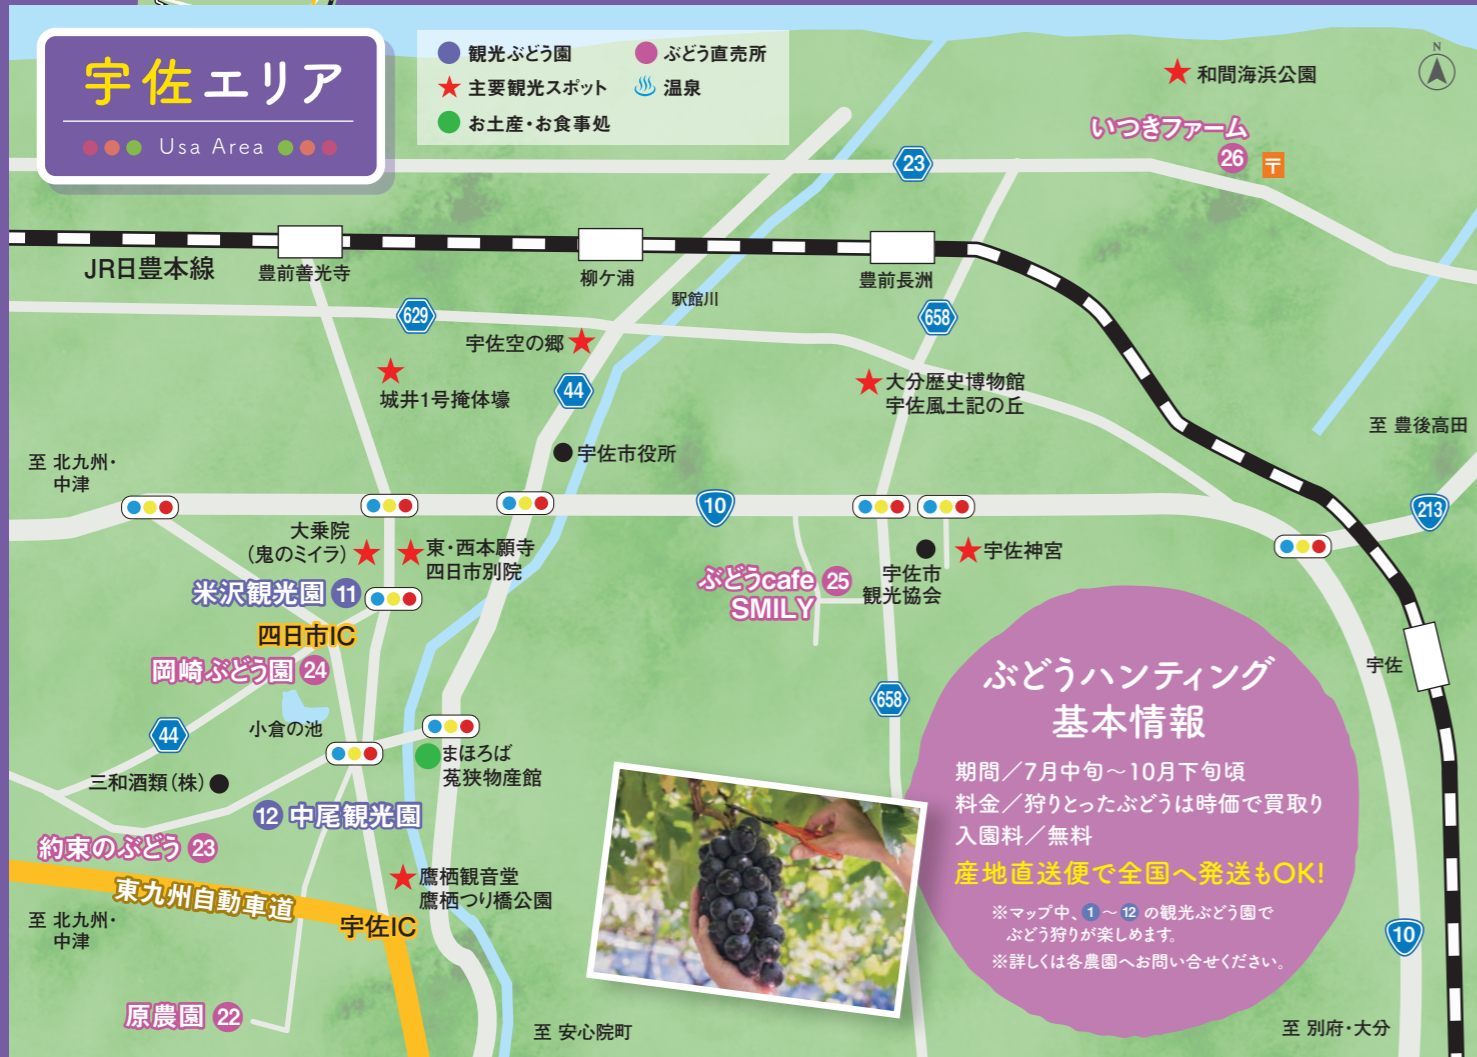 宇佐エリア
Usa Area
観光ぶどう園
ぶどう直売所
主要観光スポット
温泉
お土産・お食事処
N
和間海浜公園
いつきファーム
26
〒
23
JR日豊本線
豊前善光寺
柳ケ浦
豊前長洲
駅館川
629
658
宇佐空の郷
城井1号掩体壕
44
大分歴史博物館
宇佐風土記の丘
至 豊後高田
宇佐市役所
至 北九州・
中津
10
213
大乗院
(鬼のミイラ)
東・西本願寺
四日市別院
宇佐神宮
宇佐市
観光協会
米沢観光園 11
ぶどうcafe 25
SMILY
四日市IC
岡崎ぶどう園 24
宇佐
658
小倉の池
44
まほろば
菟狭物産館
三和酒類(株)
12 中尾観光園
約束のぶどう 23
東九州自動車道
鷹栖観音堂
鷹栖つり橋公園
至 北九州・
中津
宇佐IC
原農園 22
至 安心院町
ぶどうハンティング
基本情報
期間/7月中旬~10月下旬頃
料金/狩りとったぶどうは時価で買取り
入園料/無料
産地直送便で全国へ発送もOK!
※マップ中、1~12の観光ぶどう園で
ぶどう狩りが楽しめます。
※詳しくは各農園へお問い合せください。
10
至 別府・大分